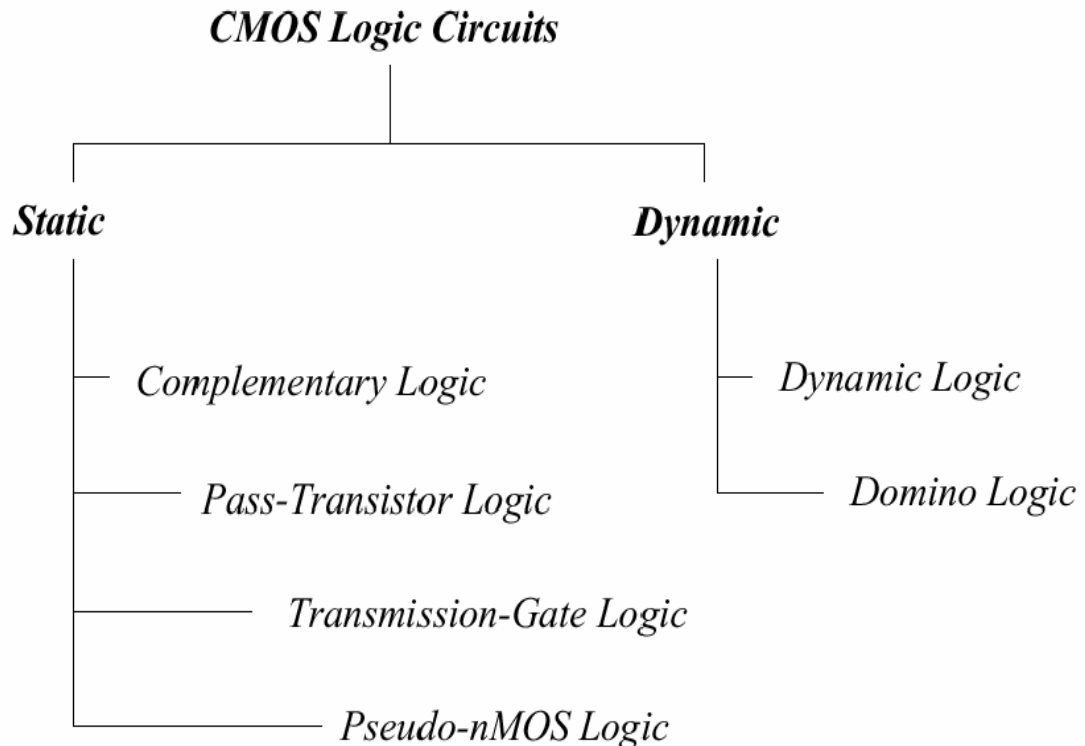 CMOS Logic Circuits
Static
Dynamic
Complementary Logic
Dynamic Logic
Pass-Transistor Logic
Domino Logic
Transmission-Gate Logic
Pseudo-nMOS Logic